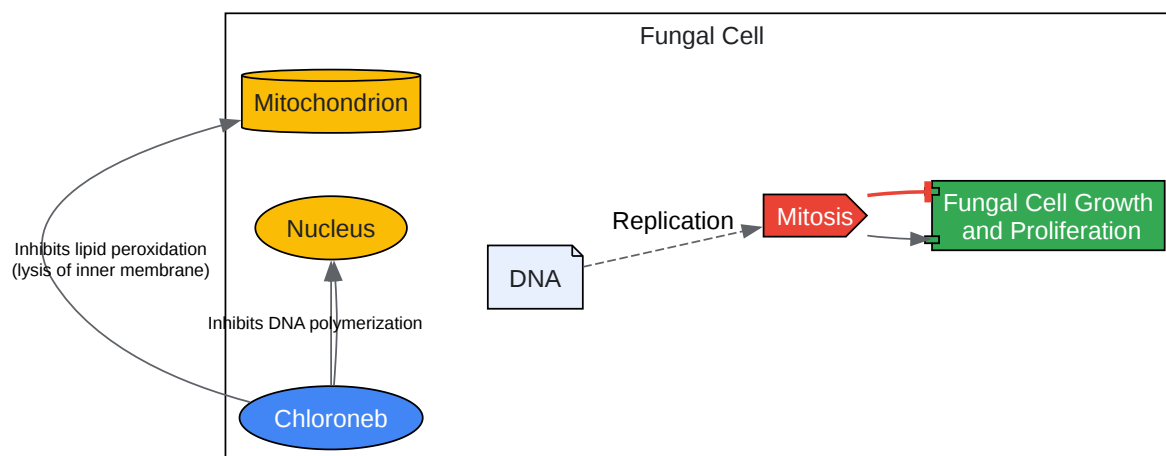 Fungal Cell
Mitochondrion
Nucleus
Replication
Mitosis
Fungal Cell Growth
and Proliferation
Inhibits lipid peroxidation
(lysis of inner membrane)
DNA
Inhibits DNA polymerization
Chloroneb